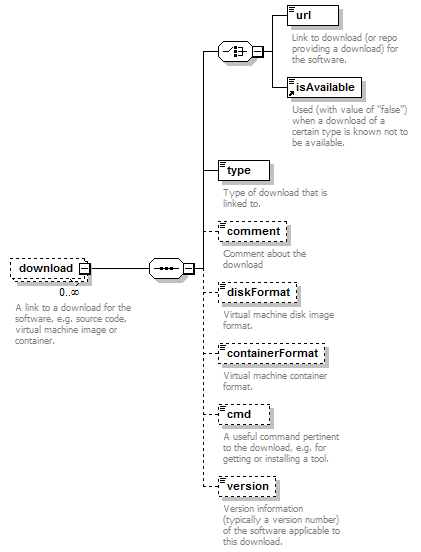 url
Link to download (or repo
providing a download) for
the software.
isAvailable
Used (with value of "false")
when a download of a
certain type is known not to
be available.
type
Type of download that is
linked to.
comment
Comment about the
download
download
0..∞
A link to a download for the
software, e.g. source code,
virtual machine image or
container.
diskFormat
Virtual machine disk image
format.
containerFormat
Virtual machine container
format.
cmd
A useful command pertinent
to the download, e.g. for
getting or installing a tool.
version
Version information
(typically a version number)
of the software applicable to
this download.